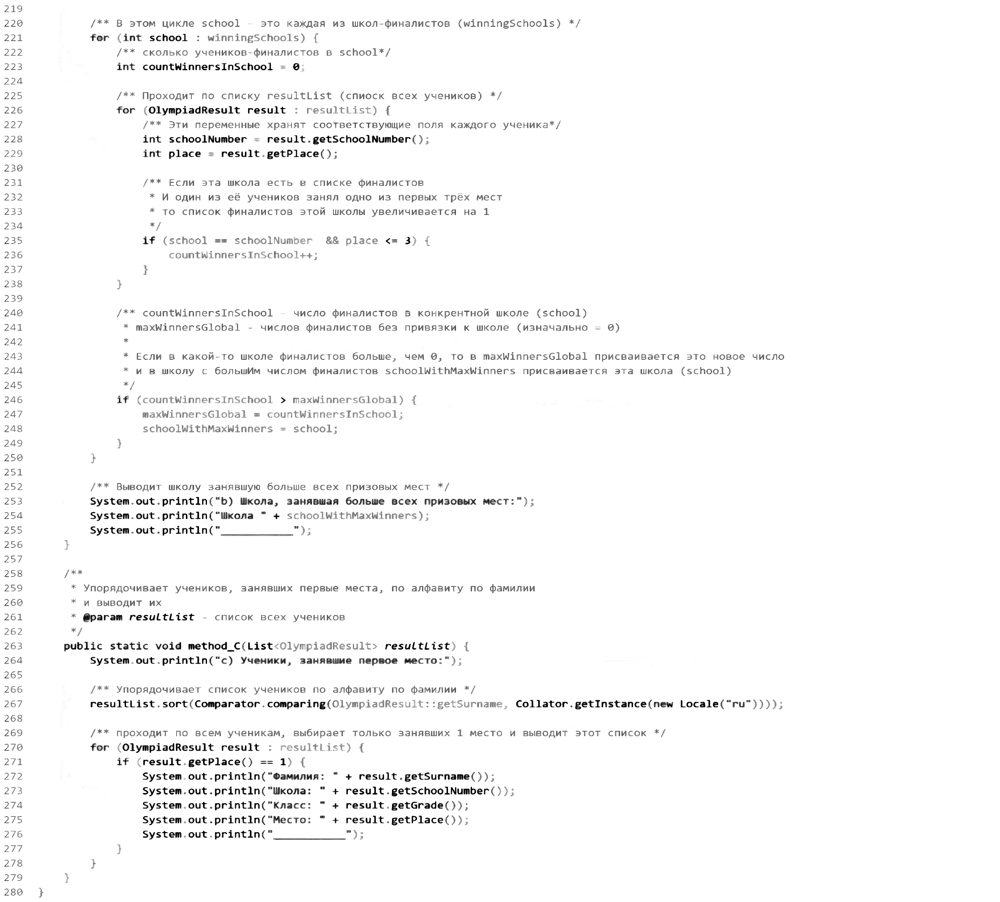 219
220 /** В этом цикле school - это каждая из школ-финалистов (winningSchools) */
221 for (int school : winningSchools) {
222 /** сколько учеников-финалистов в school*/
223 int countWinnersInSchool = 0;
224
225 /** Проходит по списку resultList (спиоск всех учеников) */
226 for (OlympiadResult result : resultList) {
227 /** Эти переменные хранят соответствующие поля каждого ученика*/
228 int schoolNumber = result.getSchoolNumber();
229 int place = result.getPlace();
230
231 /** Если эта школа есть в списке финалистов
232 * И один из её учеников занял одно из первых трёх мест
233 * то список финалистов этой школы увеличивается на 1
234 */
235 if (school == schoolNumber  && place <= 3) {
236 countWinnersInSchool++;
237 }
238 }
239
240 /** countWinnersInSchool - число финалистов в конкрентной школе (school)
241 * maxWinnersGlobal - числов финалистов без привязки к школе (изначально = 0)
242 *
243 * Если в какой-то школе финалистов больше, чем 0, то в maxWinnersGlobal присваивается это новое число
244 * и в школу с большИм числом финалистов schoolWithMaxWinners присваивается эта школа (school)
245 */
246 if (countWinnersInSchool > maxWinnersGlobal) {
247 maxWinnersGlobal = countWinnersInSchool;
248 schoolWithMaxWinners = school;
249 }
250 }
251
252 /** Выводит школу занявшую больше всех призовых мест */
253 System.out.println("b) Школа, занявшая больше всех призовых мест:");
254 System.out.println("Школа " + schoolWithMaxWinners);
255 System.out.println("___________");
256 }
257
258 /**
259 * Упорядочивает учеников, занявших первые места, по алфавиту по фамилии
260 * и выводит их
261 * @param resultList - список всех учеников
262 */
263 public static void method_C(List<OlympiadResult> resultList) {
264 System.out.println("c) Ученики, занявшие первое место:");
265
266 /** Упорядочивает список учеников по алфавиту по фамилии */
267 resultList.sort(Comparator.comparing(OlympiadResult::getSurname, Collator.getInstance(new Locale("ru"))));
268
269 /** проходит по всем ученикам, выбирает только занявших 1 место и выводит этот список */
270 for (OlympiadResult result : resultList) {
271 if (result.getPlace() == 1) {
272 System.out.println("Фамилия: " + result.getSurname());
273 System.out.println("Школа: " + result.getSchoolNumber());
274 System.out.println("Класс: " + result.getGrade());
275 System.out.println("Место: " + result.getPlace());
276 System.out.println("___________");
277 }
278 }
279 }
280 }